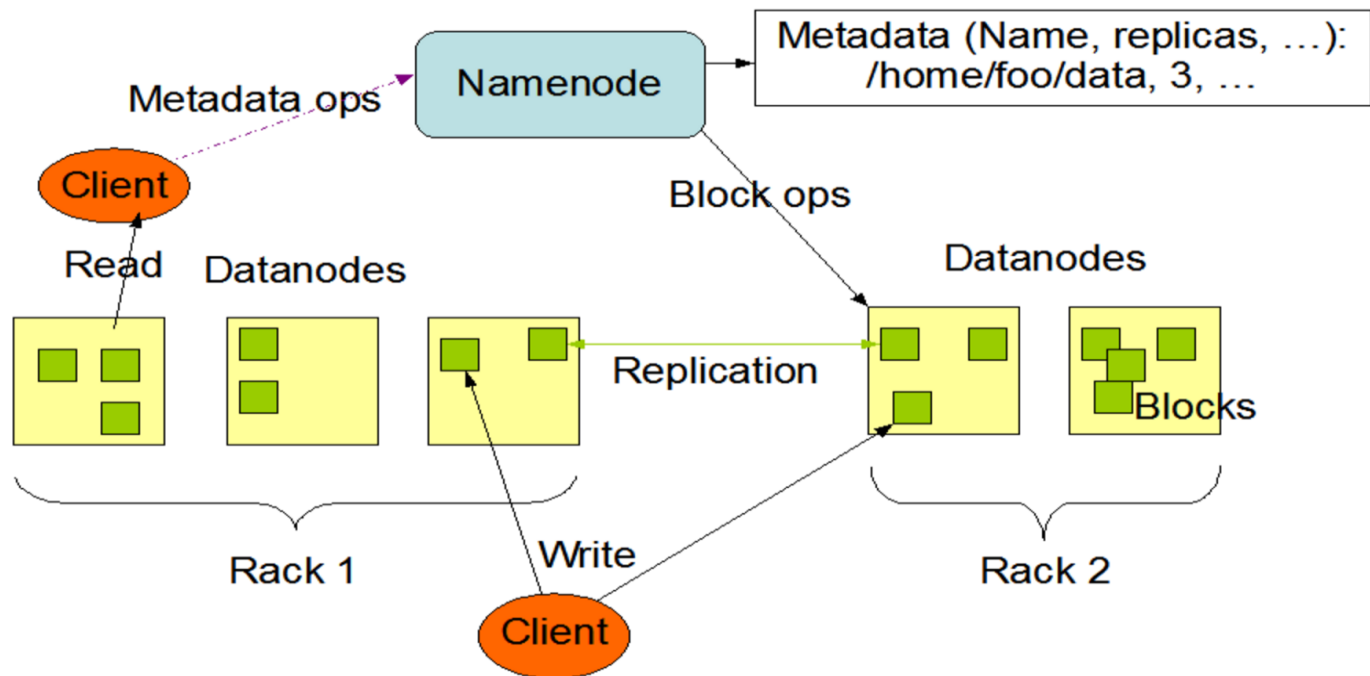 Metadata (Name, replicas, …):
/home/foo/data, 3, …
Namenode
Metadata ops
Client
Block ops
Read
Datanodes
Datanodes
Replication
Blocks
Rack 1
Write
Rack 2
Client